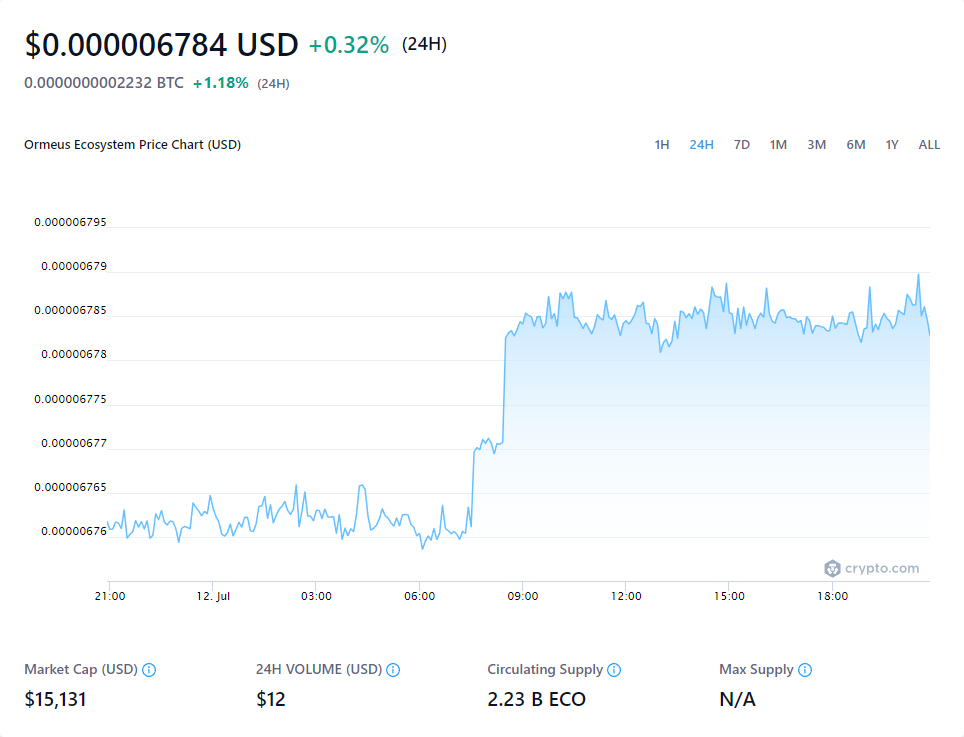 $0.000006784 USD +0.32% (24H)
0.0000000002232 BTC +1.18% (24H)
Ormeus Ecosystem Price Chart (USD) 1H 24H 7D 1M 3M 6M 1Y ALL
0.000006795
0.00000679
0.000006785
0.00000678
0.000006775
0.00000677
0.000006765
0.00000676
crypto.com
21:00 12. Jul 03:00 06:00 09:00 12:00 15:00 18:00
Market Cap (USD) 24H VOLUME (USD) Circulating Supply Max Supply
$15,131 $12 2.23 B ECO N/A